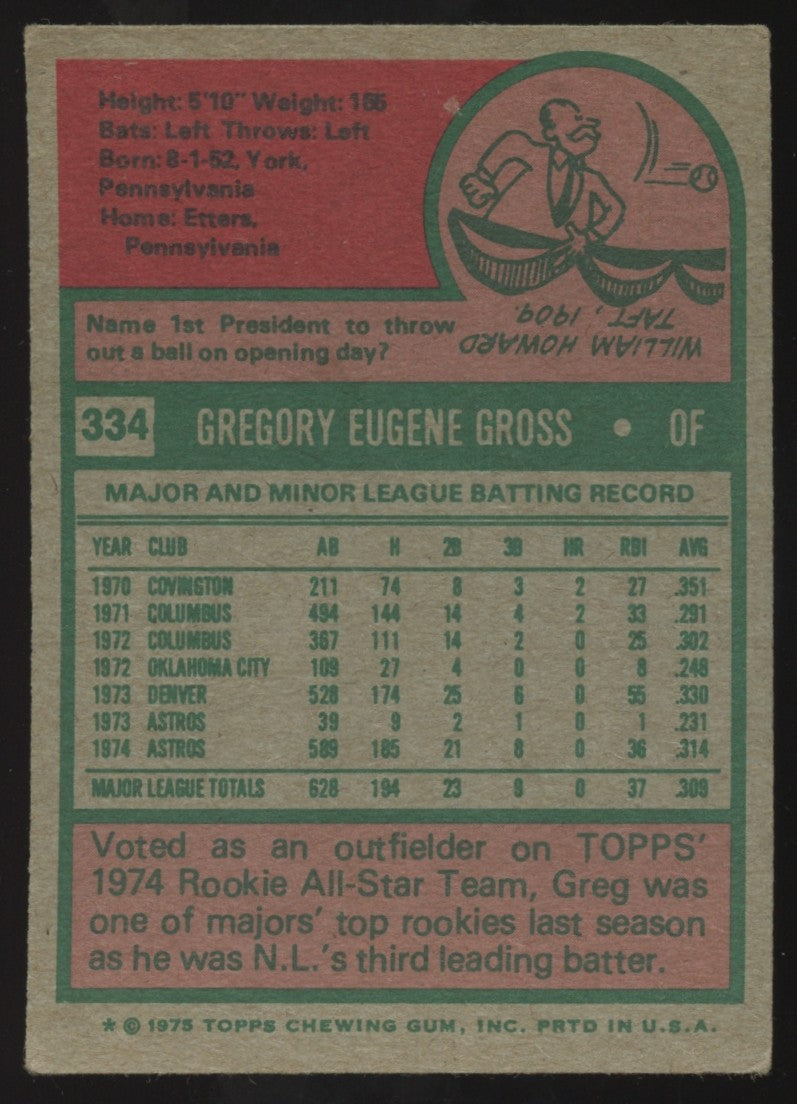 Height: 5'10" Weight: 165
Bats: Left Throws: Left
Born: 8-1-52, York,
Pennsylvania
Home: Etters,
Pennsylvania
Name 1st President to throw
out a ball on opening day?
WILLIAM HOWARD
TAFT, 1909.
334 GREGORY EUGENE GROSS • OF
MAJOR AND MINOR LEAGUE BATTING RECORD
YEAR CLUB AB H 2B 3B HR RBI AVG
1970 COVINGTON 211 74 8 3 2 27 .351
1971 COLUMBUS 494 144 14 4 2 33 .291
1972 COLUMBUS 367 111 14 2 0 25 .302
1972 OKLAHOMA CITY 109 27 4 0 0 8 .248
1973 DENVER 528 174 25 6 0 55 .330
1973 ASTROS 39 9 2 1 0 1 .231
1974 ASTROS 589 185 21 8 0 36 .314
MAJOR LEAGUE TOTALS 628 194 23 9 0 37 .309
Voted as an outfielder on TOPPS'
1974 Rookie All-Star Team, Greg was
one of majors' top rookies last season
as he was N.L.'s third leading batter.
* © 1975 TOPPS CHEWING GUM, INC. PRTD IN U.S.A.